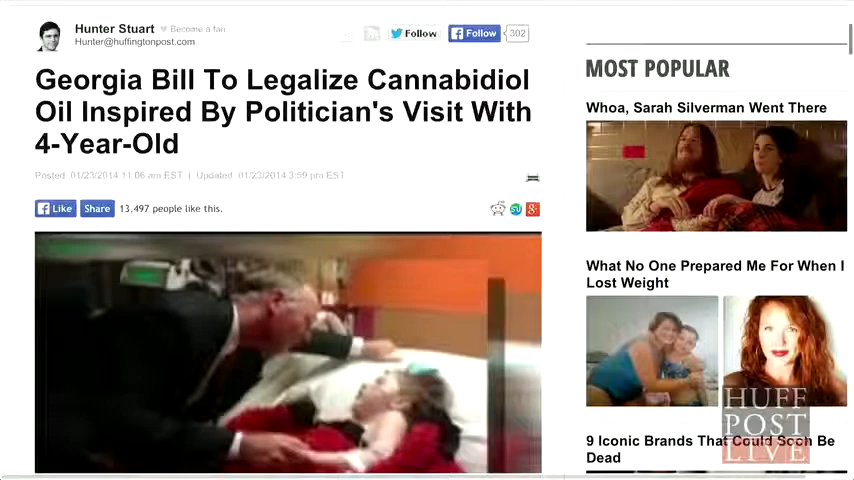 Hunter Stuart Become a fan
Hunter@huffingtonpost.com
Follow Follow 302
Georgia Bill To Legalize Cannabidiol
Oil Inspired By Politician's Visit With
4-Year-Old
Posted: 01/23/2014 11:06 am EST | Updated: 01/23/2014 3:59 pm EST
Like Share 13,497 people like this.
MOST POPULAR
Whoa, Sarah Silverman Went There
What No One Prepared Me For When I
Lost Weight
9 Iconic Brands That Could Soon Be
Dead
HUFF
POST
LIVE